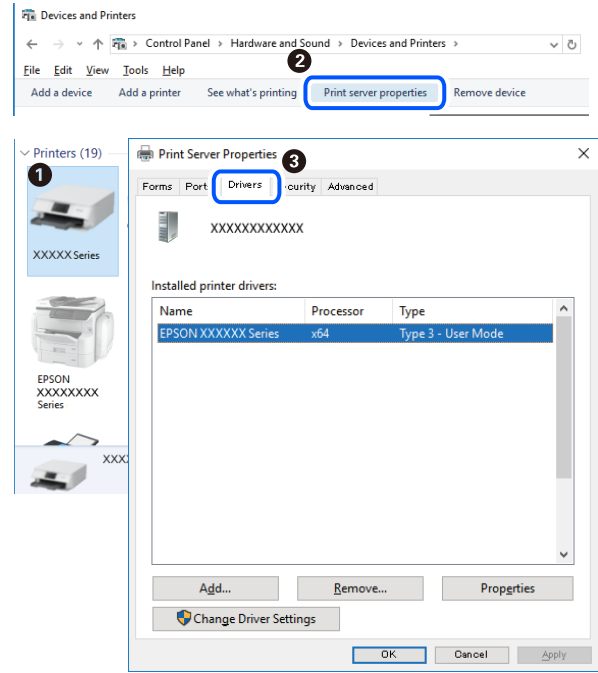 Devices and Printers
Control Panel > Hardware and Sound > Devices and Printers >
2
File Edit View Tools Help
Add a device Add a printer See what's printing Print server properties Remove device
Printers (19)
1
XXXXX Series
EPSON
XXXXXXXX
Series
XXX
Print Server Properties
3
Forms Port Drivers curity Advanced
XXXXXXXXXXXX
Installed printer drivers:
Name Processor Type
EPSON XXXXXX Series x64 Type 3 - User Mode
Add... Remove... Properties
Change Driver Settings
OK Cancel Apply